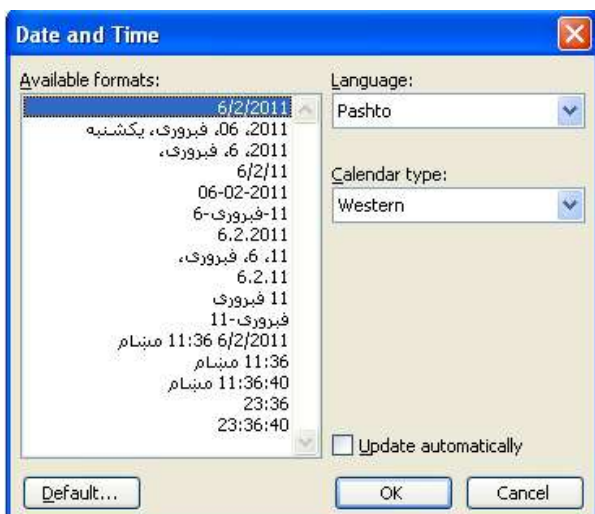 Date and Time
Available formats:
6/2/2011
2011، 06، فبروری، یکشنبه
2011، 6، فبروری،
6/2/11
06-02-2011
11-فبروری-6
6.2.2011
11، 6، فبروری،
6.2.11
11 فبروری
فبروری-11
6/2/2011 11:36 مښام
11:36 مښام
11:36:40 مښام
23:36
23:36:40
Language:
Pashto
Calendar type:
Western
Update automatically
Default...
OK
Cancel